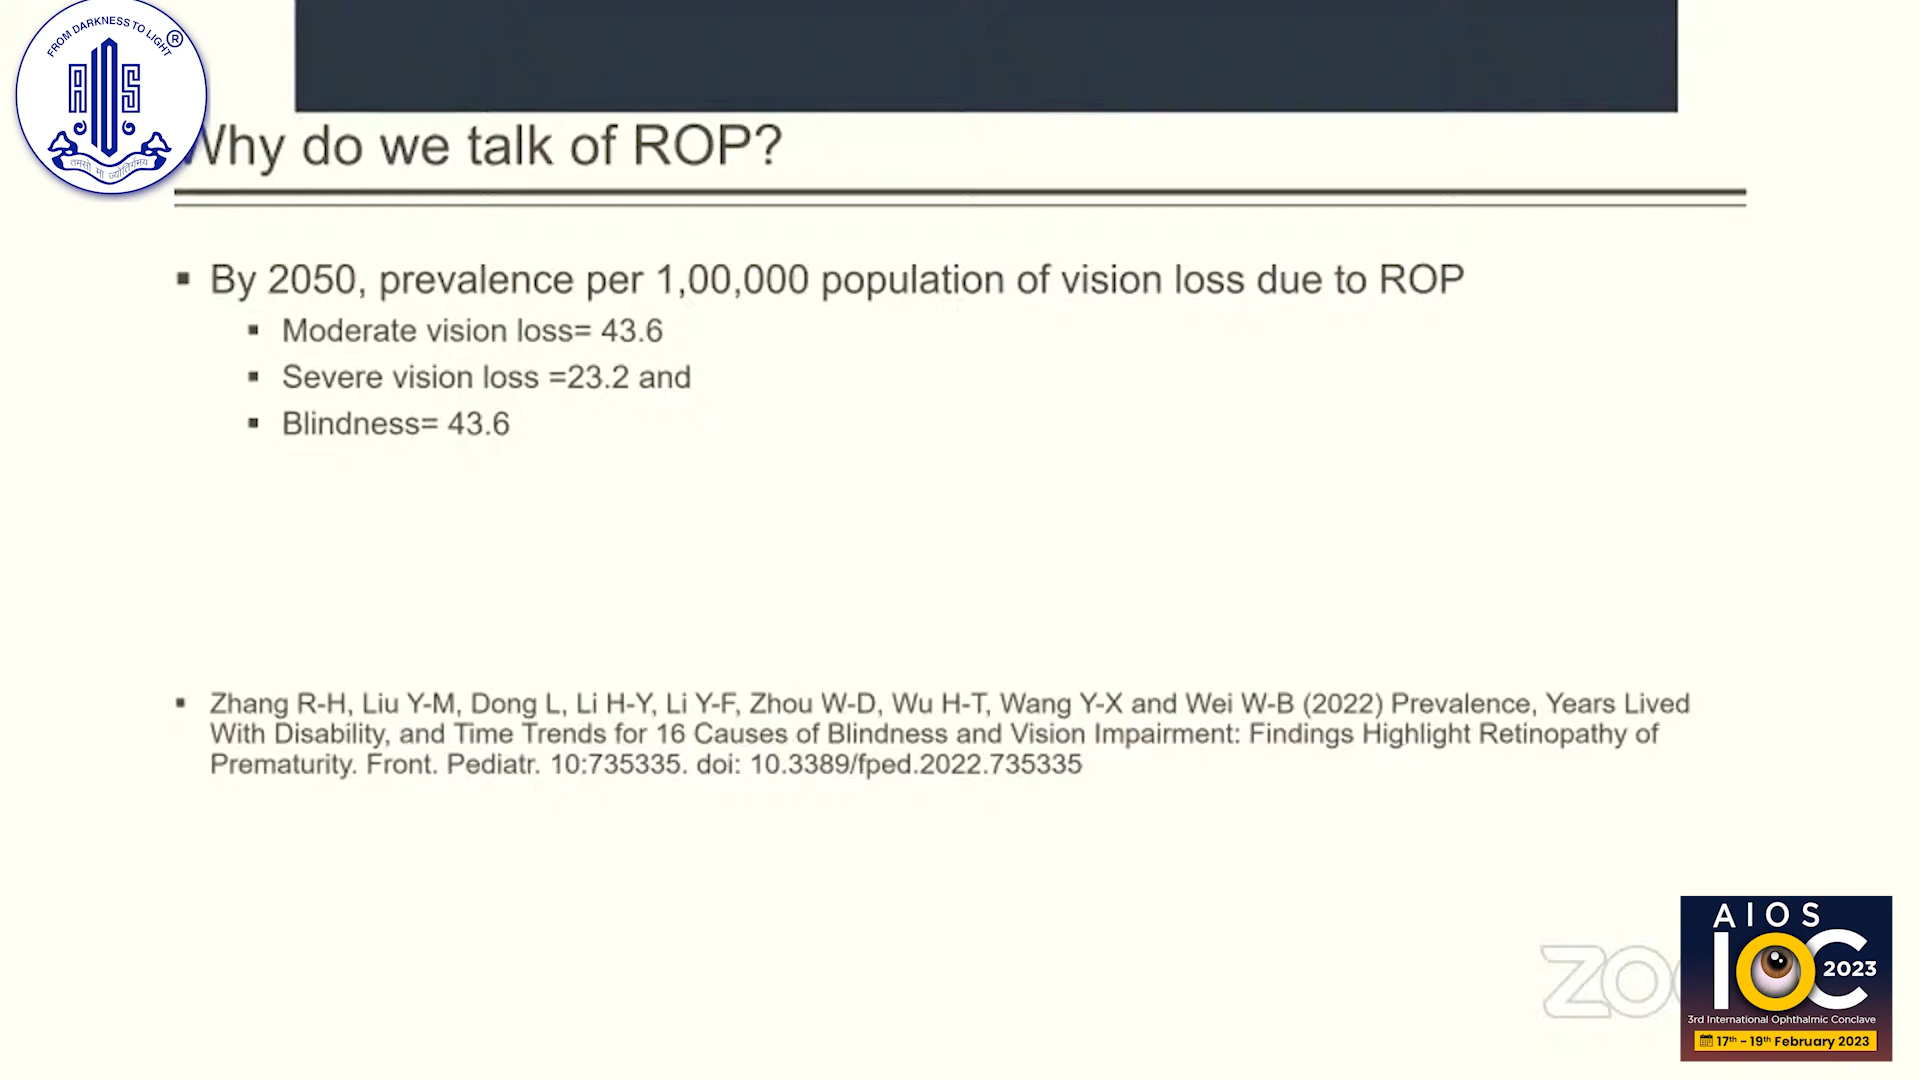 FROM DARKNESS TO LIGHT
®
AIOS
तमसो मा ज्योतिर्गमय
Why do we talk of ROP?
▪ By 2050, prevalence per 1,00,000 population of vision loss due to ROP
▪ Moderate vision loss= 43.6
▪ Severe vision loss =23.2 and
▪ Blindness= 43.6
▪ Zhang R-H, Liu Y-M, Dong L, Li H-Y, Li Y-F, Zhou W-D, Wu H-T, Wang Y-X and Wei W-B (2022) Prevalence, Years Lived
With Disability, and Time Trends for 16 Causes of Blindness and Vision Impairment: Findings Highlight Retinopathy of
Prematurity. Front. Pediatr. 10:735335. doi: 10.3389/fped.2022.735335
AIOS
IOC 2023
3rd International Ophthalmic Conclave
17th - 19th February 2023